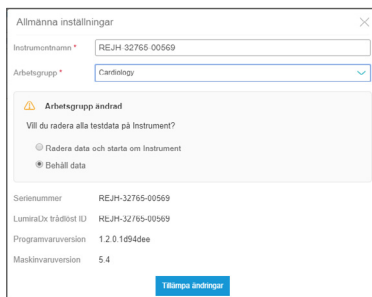 Allmänna inställningar
Instrumentnamn * REJH-32765-00569
Arbetsgrupp * Cardiology
Arbetsgrupp ändrad
Vill du radera alla testdata på Instrument?
Radera data och starta om Instrument
Behåll data
Serienummer REJH-32765-00569
LumiraDx trådlöst ID REJH-32765-00569
Programvaruversion 1.2.0.1d94dee
Maskinvaruversion 5.4
Tillämpa ändringar